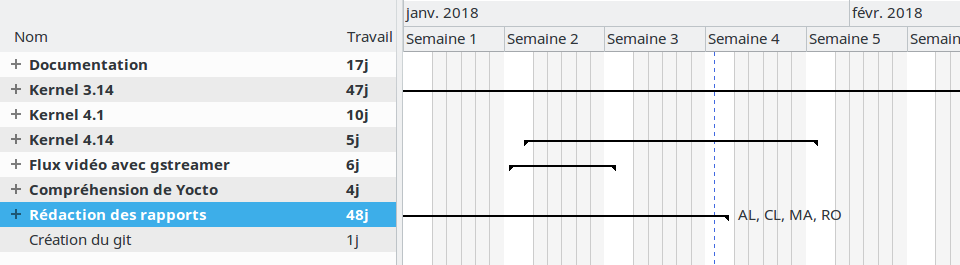 janv. 2018 févr. 2018
Nom Travail Semaine 1 Semaine 2 Semaine 3 Semaine 4 Semaine 5 Semain
Documentation 17j
Kernel 3.14 47j
Kernel 4.1 10j
Kernel 4.14 5j
Flux vidéo avec gstreamer 6j
Compréhension de Yocto 4j
Rédaction des rapports 48j AL, CL, MA, RO
Création du git 1j